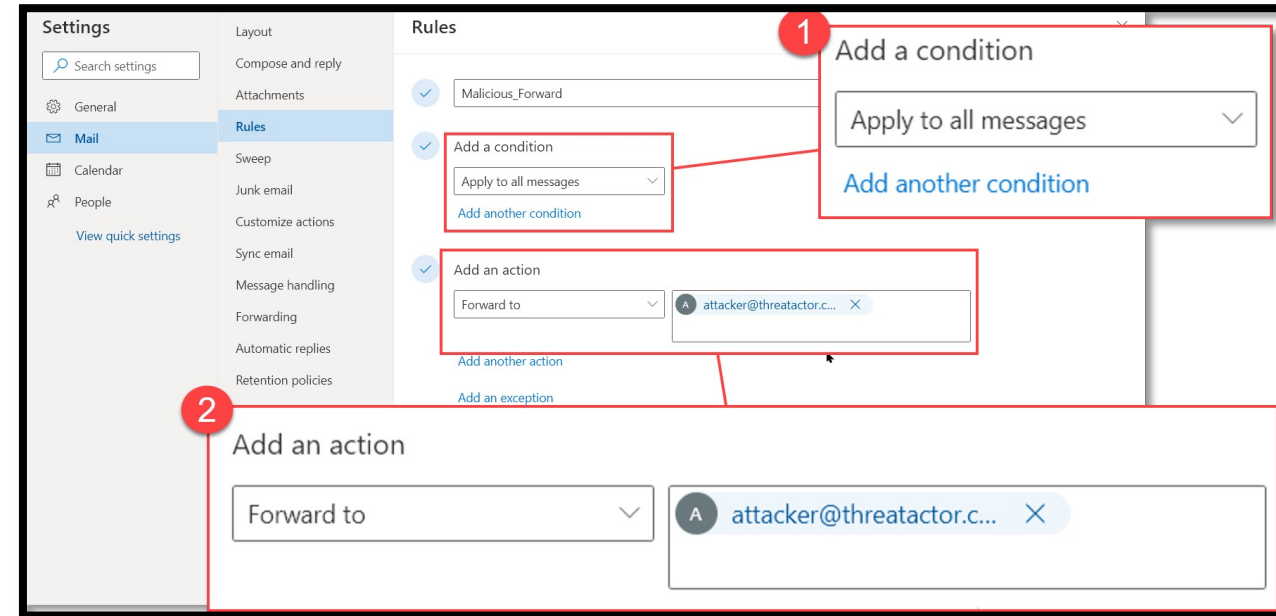 Settings
Search settings
General
Mail
Calendar
People
View quick settings
Layout
Compose and reply
Attachments
Rules
Sweep
Junk email
Customize actions
Sync email
Message handling
Forwarding
Automatic replies
Retention policies
Rules
Malicious_Forward
Add a condition
Apply to all messages
Add another condition
Add an action
Forward to
A attacker@threatactor.c...
Add another action
Add an exception
1
Add a condition
Apply to all messages
Add another condition
2
Add an action
Forward to
A attacker@threatactor.c...